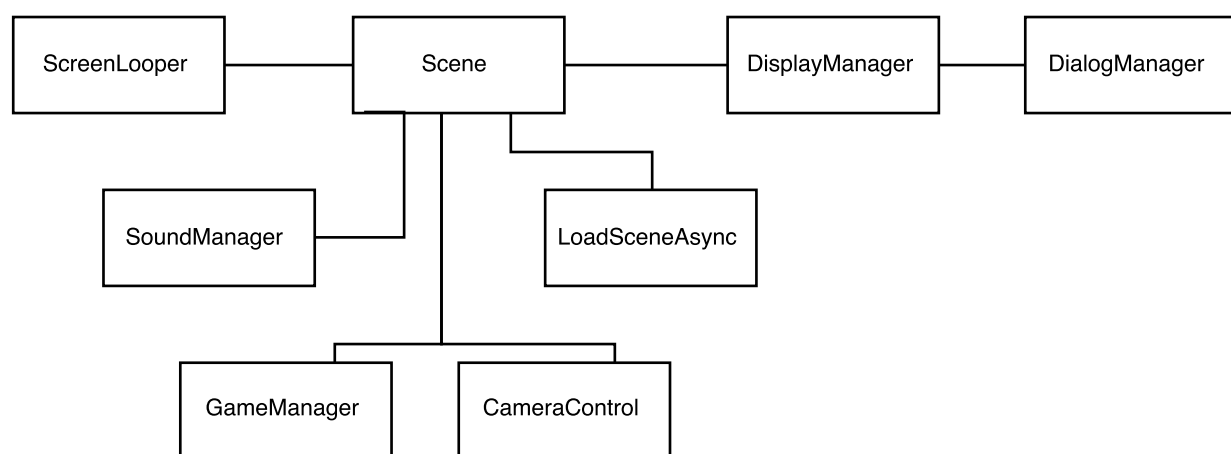 ScreenLooper
Scene
DisplayManager
DialogManager
SoundManager
LoadSceneAsync
GameManager
CameraControl